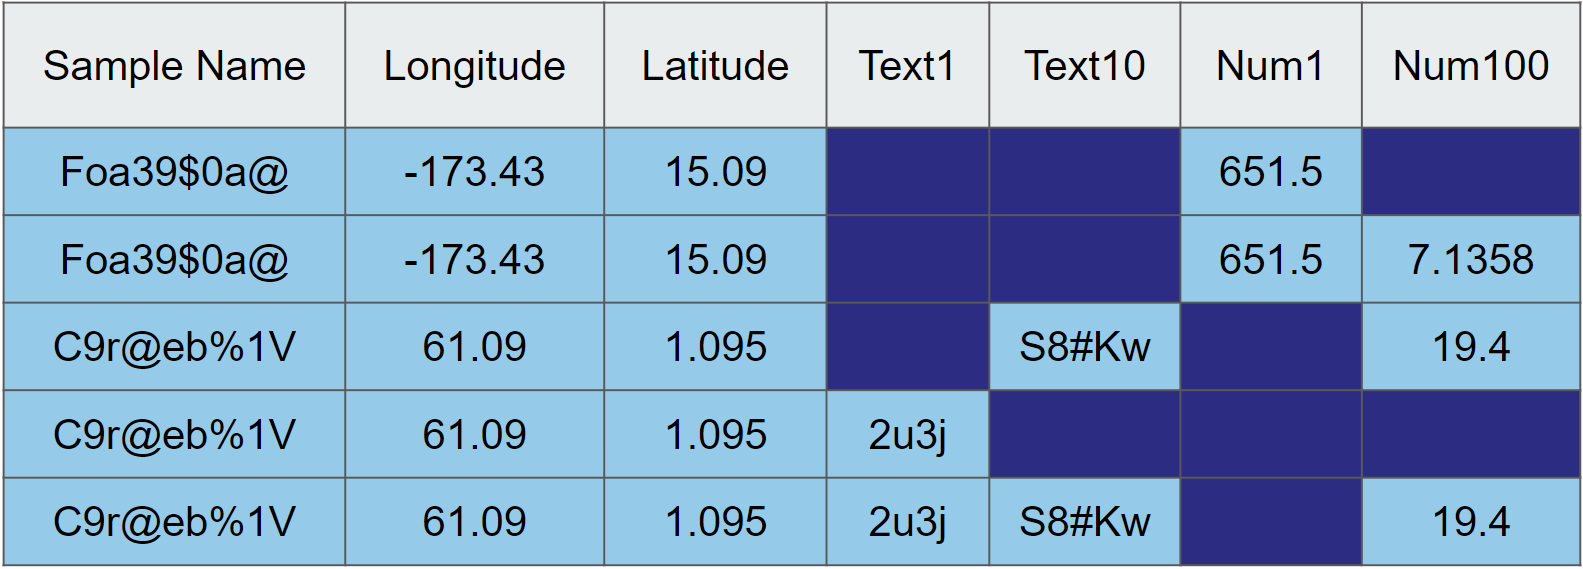 Sample Name Longitude Latitude Text1 Text10 Num1 Num100
Foa39$0a@ -173.43 15.09 651.5
Foa39$0a@ -173.43 15.09 651.5 7.1358
C9r@eb%1V 61.09 1.095 S8#Kw 19.4
C9r@eb%1V 61.09 1.095 2u3j
C9r@eb%1V 61.09 1.095 2u3j S8#Kw 19.4